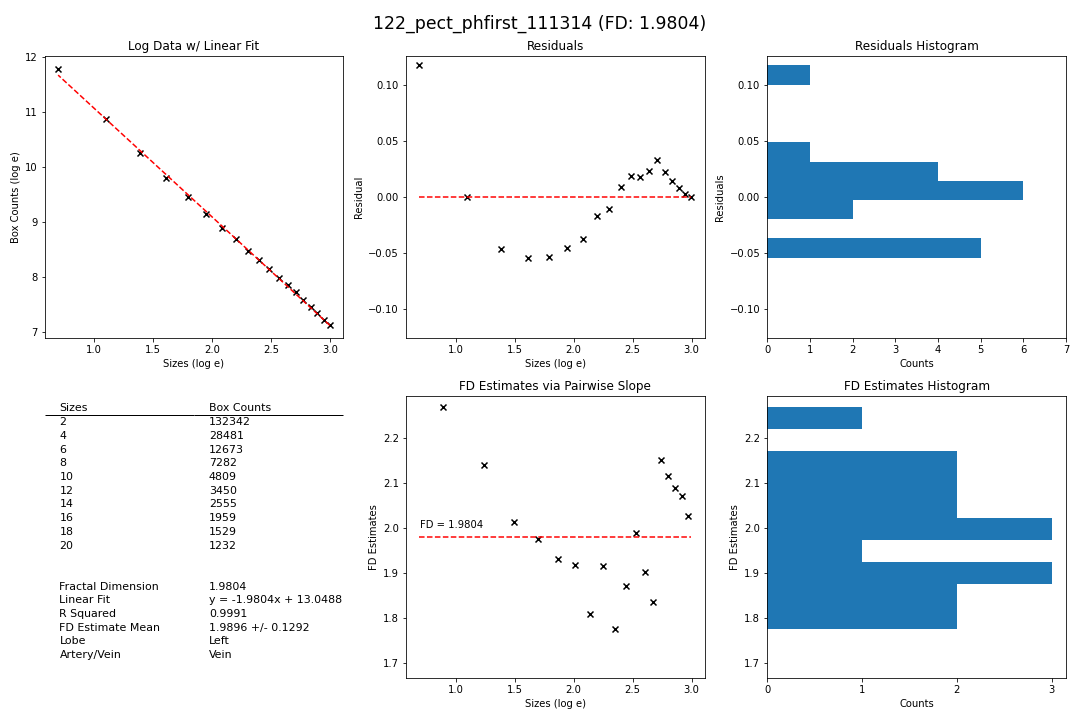 122_pect_phfirst_111314 (FD: 1.9804)
Log Data w/ Linear Fit
Box Counts (log e)
12
11
10
9
8
7
1.0 1.5 2.0 2.5 3.0
Sizes (log e)
Residuals
Residual
0.10
0.05
0.00
−0.05
−0.10
1.0 1.5 2.0 2.5 3.0
Sizes (log e)
Residuals Histogram
Residuals
0.10
0.05
0.00
−0.05
−0.10
0 1 2 3 4 5 6 7
Counts
Sizes Box Counts
2 132342
4 28481
6 12673
8 7282
10 4809
12 3450
14 2555
16 1959
18 1529
20 1232
Fractal Dimension 1.9804
Linear Fit y = -1.9804x + 13.0488
R Squared 0.9991
FD Estimate Mean 1.9896 +/- 0.1292
Lobe Left
Artery/Vein Vein
FD Estimates via Pairwise Slope
FD Estimates
2.2
2.1
2.0
1.9
1.8
1.7
FD = 1.9804
1.0 1.5 2.0 2.5 3.0
Sizes (log e)
FD Estimates Histogram
FD Estimates
2.2
2.1
2.0
1.9
1.8
1.7
0 1 2 3
Counts